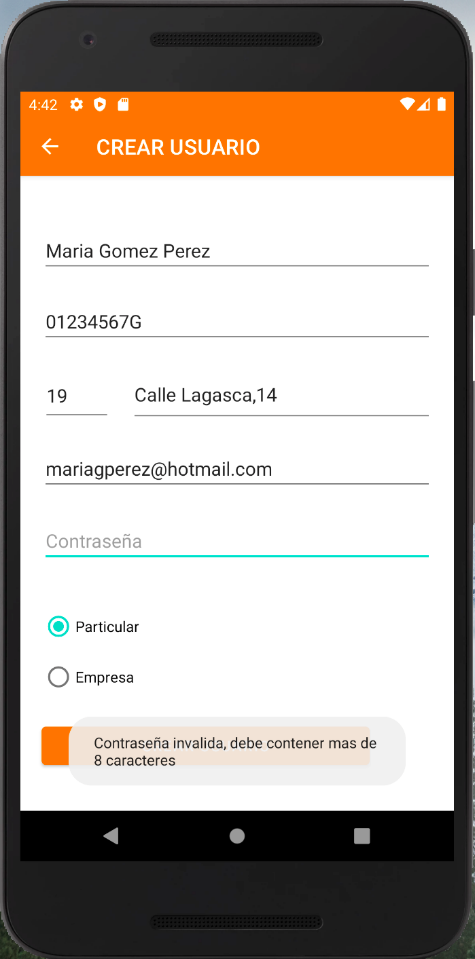 4:42
CREAR USUARIO
Maria Gomez Perez
01234567G
19 Calle Lagasca,14
mariagperez@hotmail.com
Contraseña
Particular
Empresa
Contraseña invalida, debe contener mas de
8 caracteres